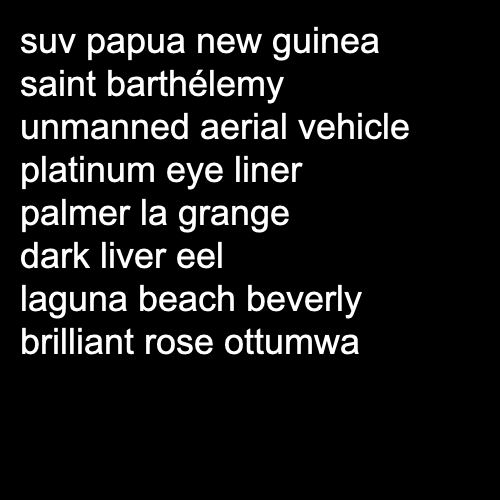 suv papua new guinea
saint barthélemy
unmanned aerial vehicle
platinum eye liner
palmer la grange
dark liver eel
laguna beach beverly
brilliant rose ottumwa